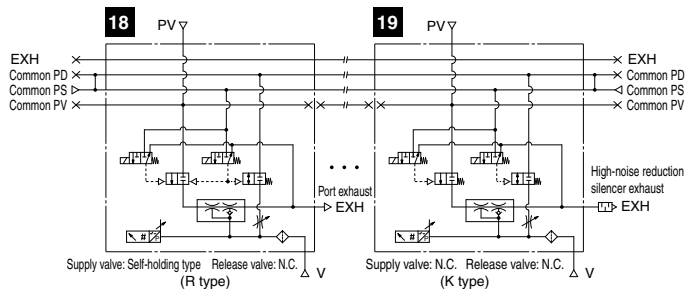 18
PV
19
PV
EXH
Common PD
Common PS
Common PV
EXH
Common PD
Common PS
Common PV
Port exhaust
EXH
High-noise reduction
silencer exhaust
EXH
#
#
Supply valve: Self-holding type Release valve: N.C.
V
(R type)
Supply valve: N.C. Release valve: N.C.
V
(K type)